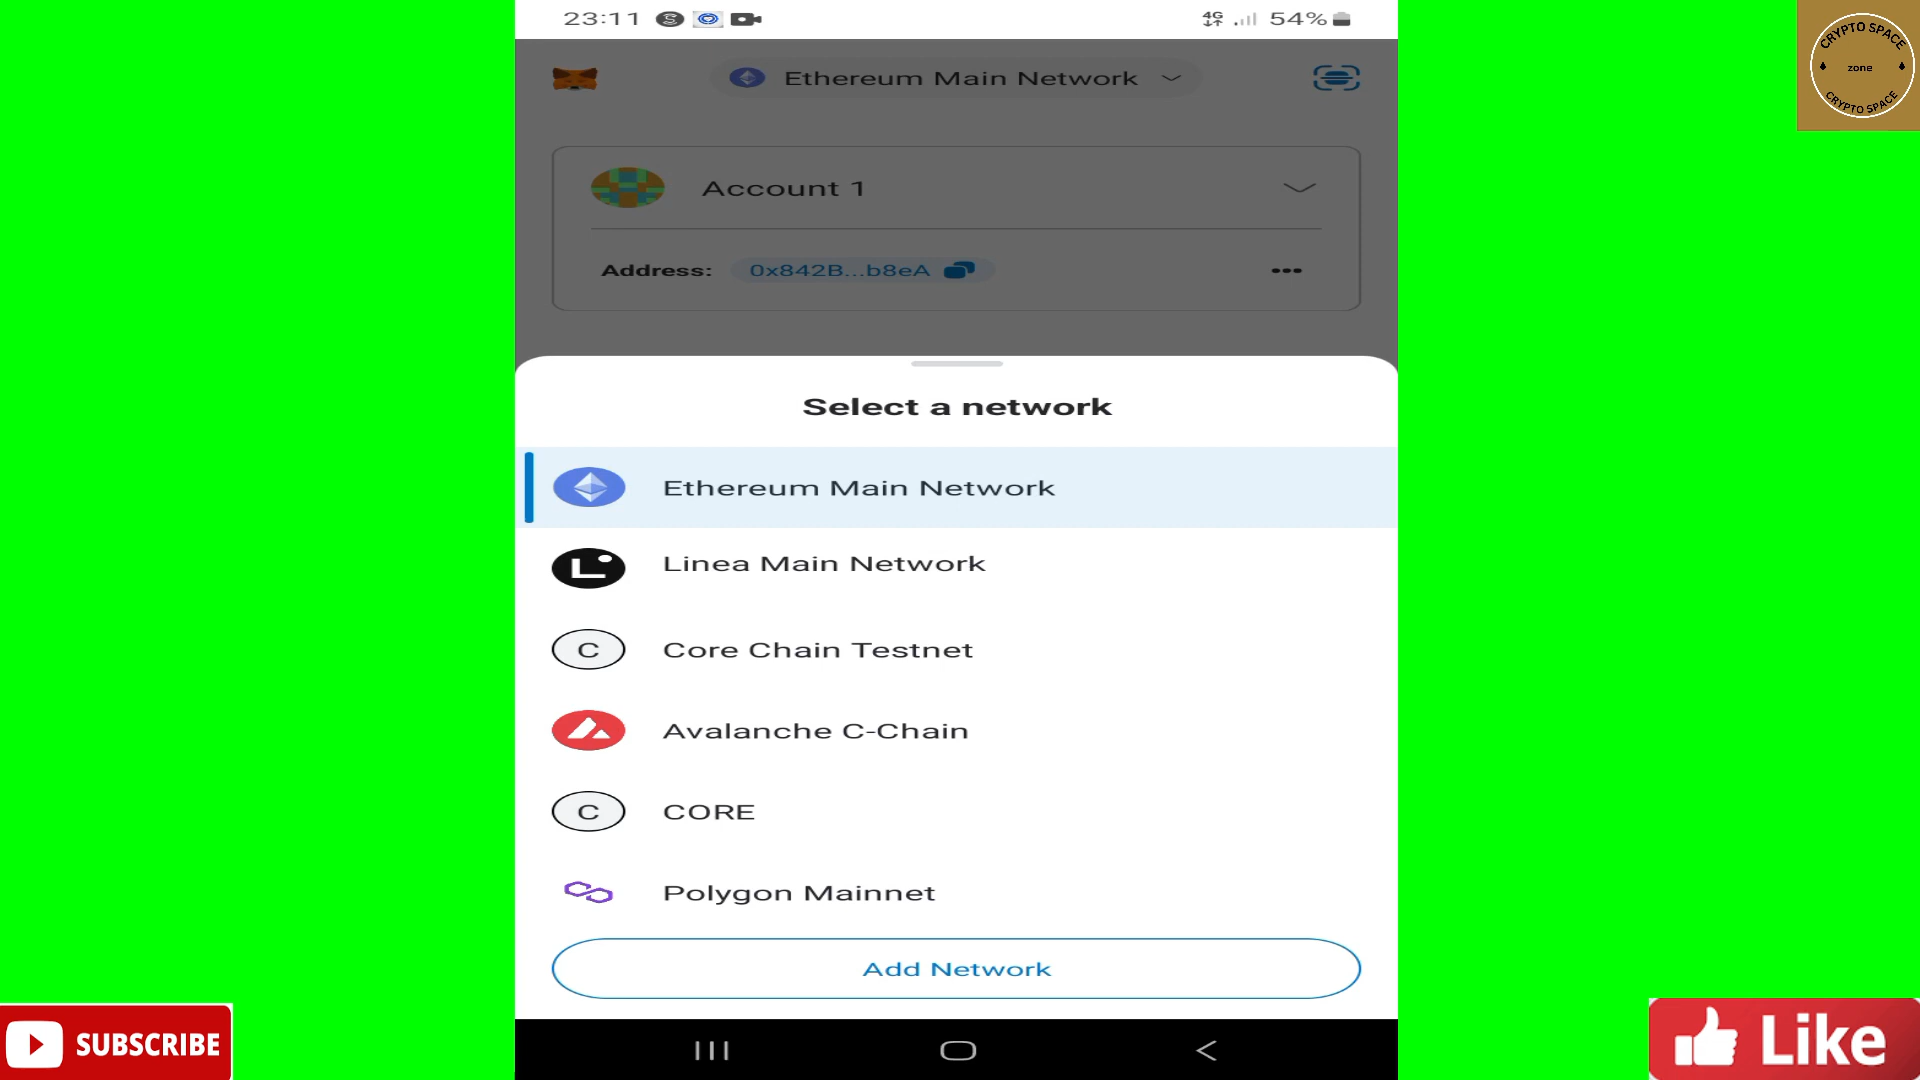 23:11
4G
54%
CRYPTO SPACE
zone
CRYPTO SPACE
Ethereum Main Network
Account 1
Address: 0x842B...b8eA
Select a network
Ethereum Main Network
Linea Main Network
C Core Chain Testnet
Avalanche C-Chain
C CORE
Polygon Mainnet
Add Network
SUBSCRIBE
Like